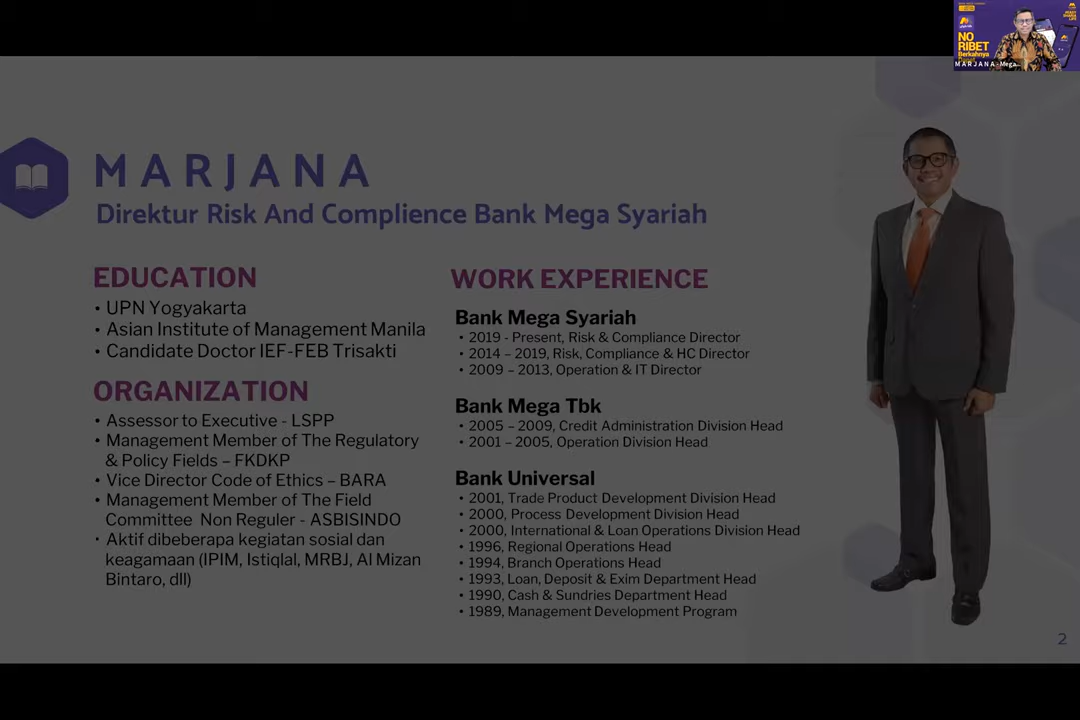 NO
RIBET
Berkahnya
M A R J A N A - Mega...
MARJANA
Direktur Risk And Complience Bank Mega Syariah
EDUCATION
• UPN Yogyakarta
• Asian Institute of Management Manila
• Candidate Doctor IEF-FEB Trisakti
ORGANIZATION
• Assessor to Executive - LSPP
• Management Member of The Regulatory
& Policy Fields – FKDKP
• Vice Director Code of Ethics – BARA
• Management Member of The Field
Committee Non Reguler - ASBISINDO
• Aktif dibeberapa kegiatan sosial dan
keagamaan (IPIM, Istiqlal, MRBJ, Al Mizan
Bintaro, dll)
WORK EXPERIENCE
Bank Mega Syariah
• 2019 - Present, Risk & Compliance Director
• 2014 – 2019, Risk, Compliance & HC Director
• 2009 – 2013, Operation & IT Director
Bank Mega Tbk
• 2005 – 2009, Credit Administration Division Head
• 2001 – 2005, Operation Division Head
Bank Universal
• 2001, Trade Product Development Division Head
• 2000, Process Development Division Head
• 2000, International & Loan Operations Division Head
• 1996, Regional Operations Head
• 1994, Branch Operations Head
• 1993, Loan, Deposit & Exim Department Head
• 1990, Cash & Sundries Department Head
• 1989, Management Development Program
2